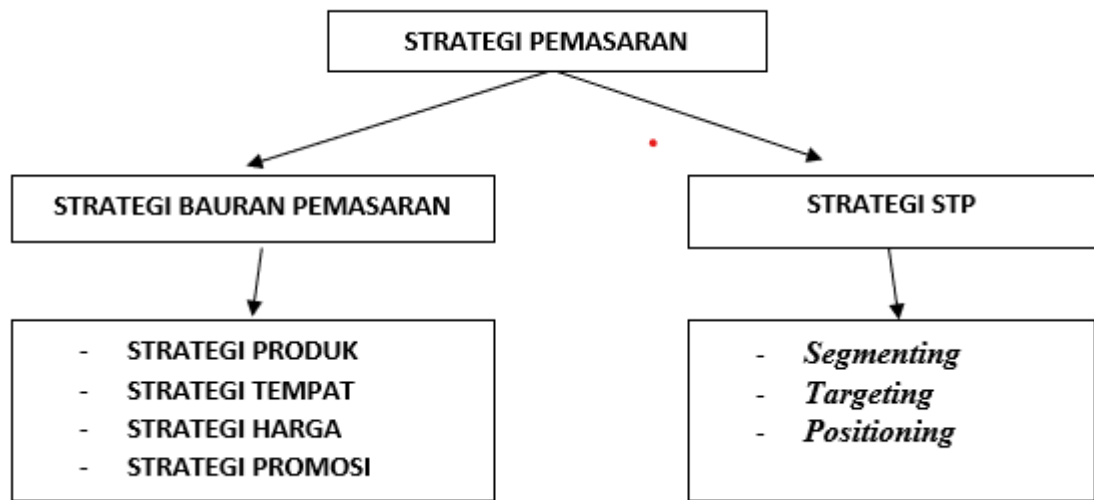 STRATEGI PEMASARAN
STRATEGI BAURAN PEMASARAN
STRATEGI STP
- STRATEGI PRODUK
- STRATEGI TEMPAT
- STRATEGI HARGA
- STRATEGI PROMOSI
- Segmenting
- Targeting
- Positioning